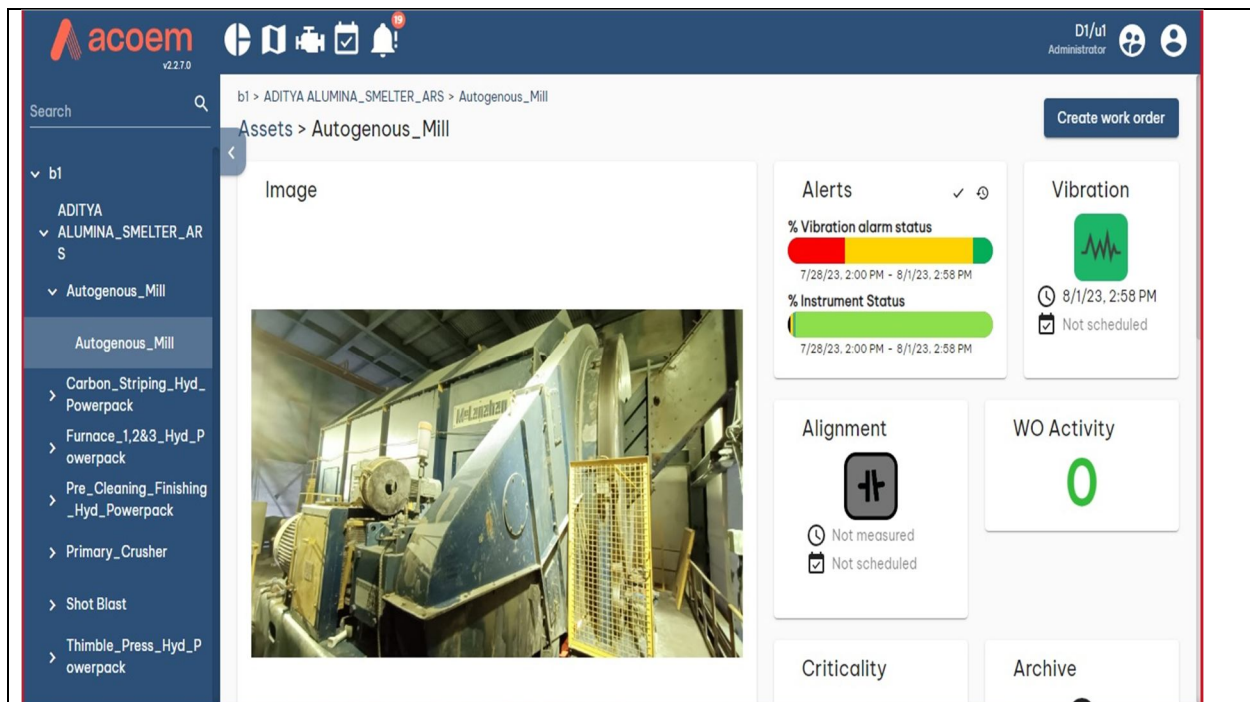 acoem
v2.2.7.0
19
D1/u1
Administrator
Search
b1
ADITYA
ALUMINA_SMELTER_AR
S
Autogenous_Mill
Autogenous_Mill
Carbon_Striping_Hyd_
Powerpack
Furnace_1,2&3_Hyd_P
owerpack
Pre_Cleaning_Finishing
_Hyd_Powerpack
Primary_Crusher
Shot Blast
Thimble_Press_Hyd_P
owerpack
b1 > ADITYA ALUMINA_SMELTER_ARS > Autogenous_Mill
Assets > Autogenous_Mill
Create work order
Image
McLanahan
Alerts
% Vibration alarm status
7/28/23, 2:00 PM - 8/1/23, 2:58 PM
% Instrument Status
7/28/23, 2:00 PM - 8/1/23, 2:58 PM
Vibration
8/1/23, 2:58 PM
Not scheduled
Alignment
Not measured
Not scheduled
WO Activity
0
Criticality
Archive